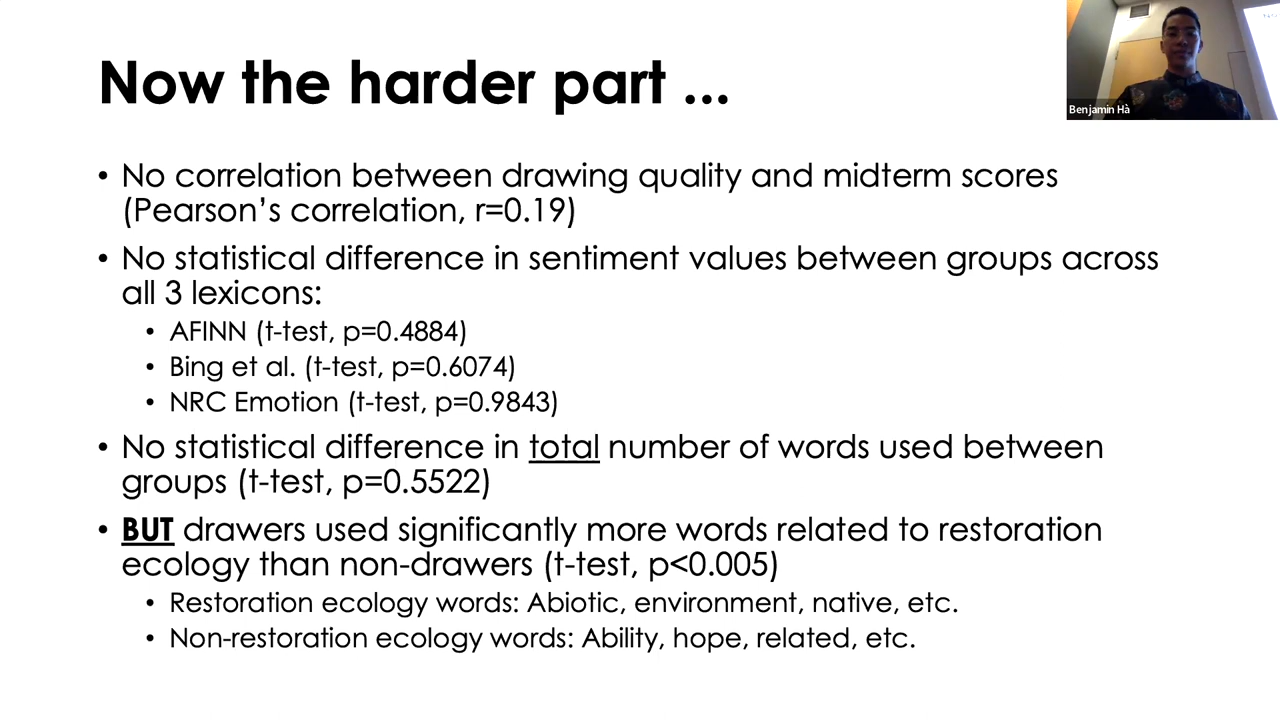 Now the harder part ...
Benjamin Hà
• No correlation between drawing quality and midterm scores
(Pearson’s correlation, r=0.19)
• No statistical difference in sentiment values between groups across
all 3 lexicons:
• AFINN (t-test, p=0.4884)
• Bing et al. (t-test, p=0.6074)
• NRC Emotion (t-test, p=0.9843)
• No statistical difference in total number of words used between
groups (t-test, p=0.5522)
• BUT drawers used significantly more words related to restoration
ecology than non-drawers (t-test, p<0.005)
• Restoration ecology words: Abiotic, environment, native, etc.
• Non-restoration ecology words: Ability, hope, related, etc.